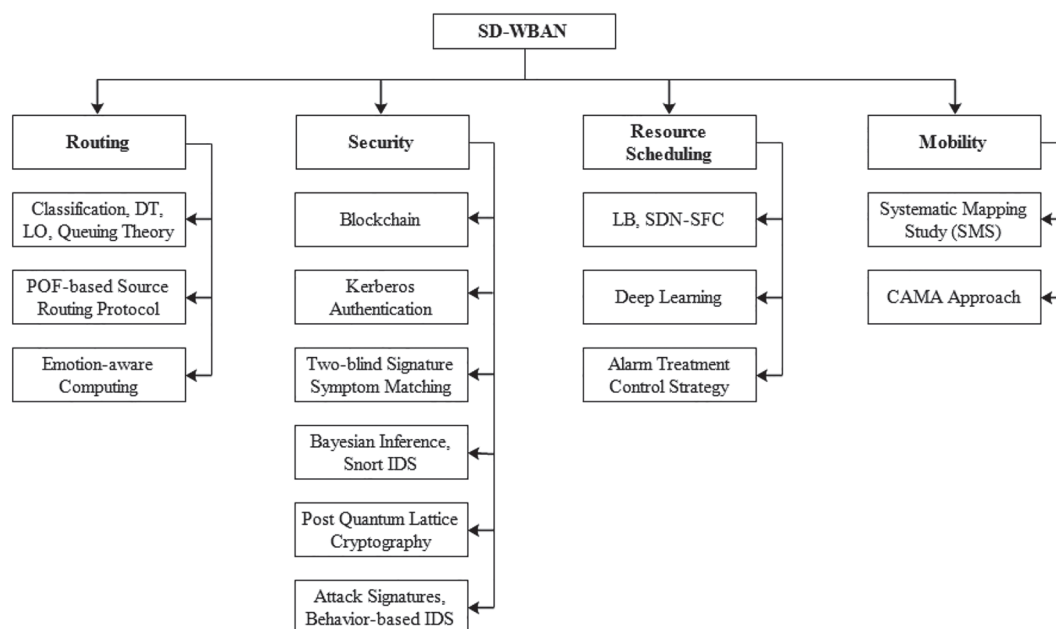 SD-WBAN
Routing
Classification, DT,
LO, Queuing Theory
POF-based Source
Routing Protocol
Emotion-aware
Computing
Security
Blockchain
Kerberos
Authentication
Two-blind Signature
Symptom Matching
Bayesian Inference,
Snort IDS
Post Quantum Lattice
Cryptography
Attack Signatures,
Behavior-based IDS
Resource
Scheduling
LB, SDN-SFC
Deep Learning
Alarm Treatment
Control Strategy
Mobility
Systematic Mapping
Study (SMS)
CAMA Approach